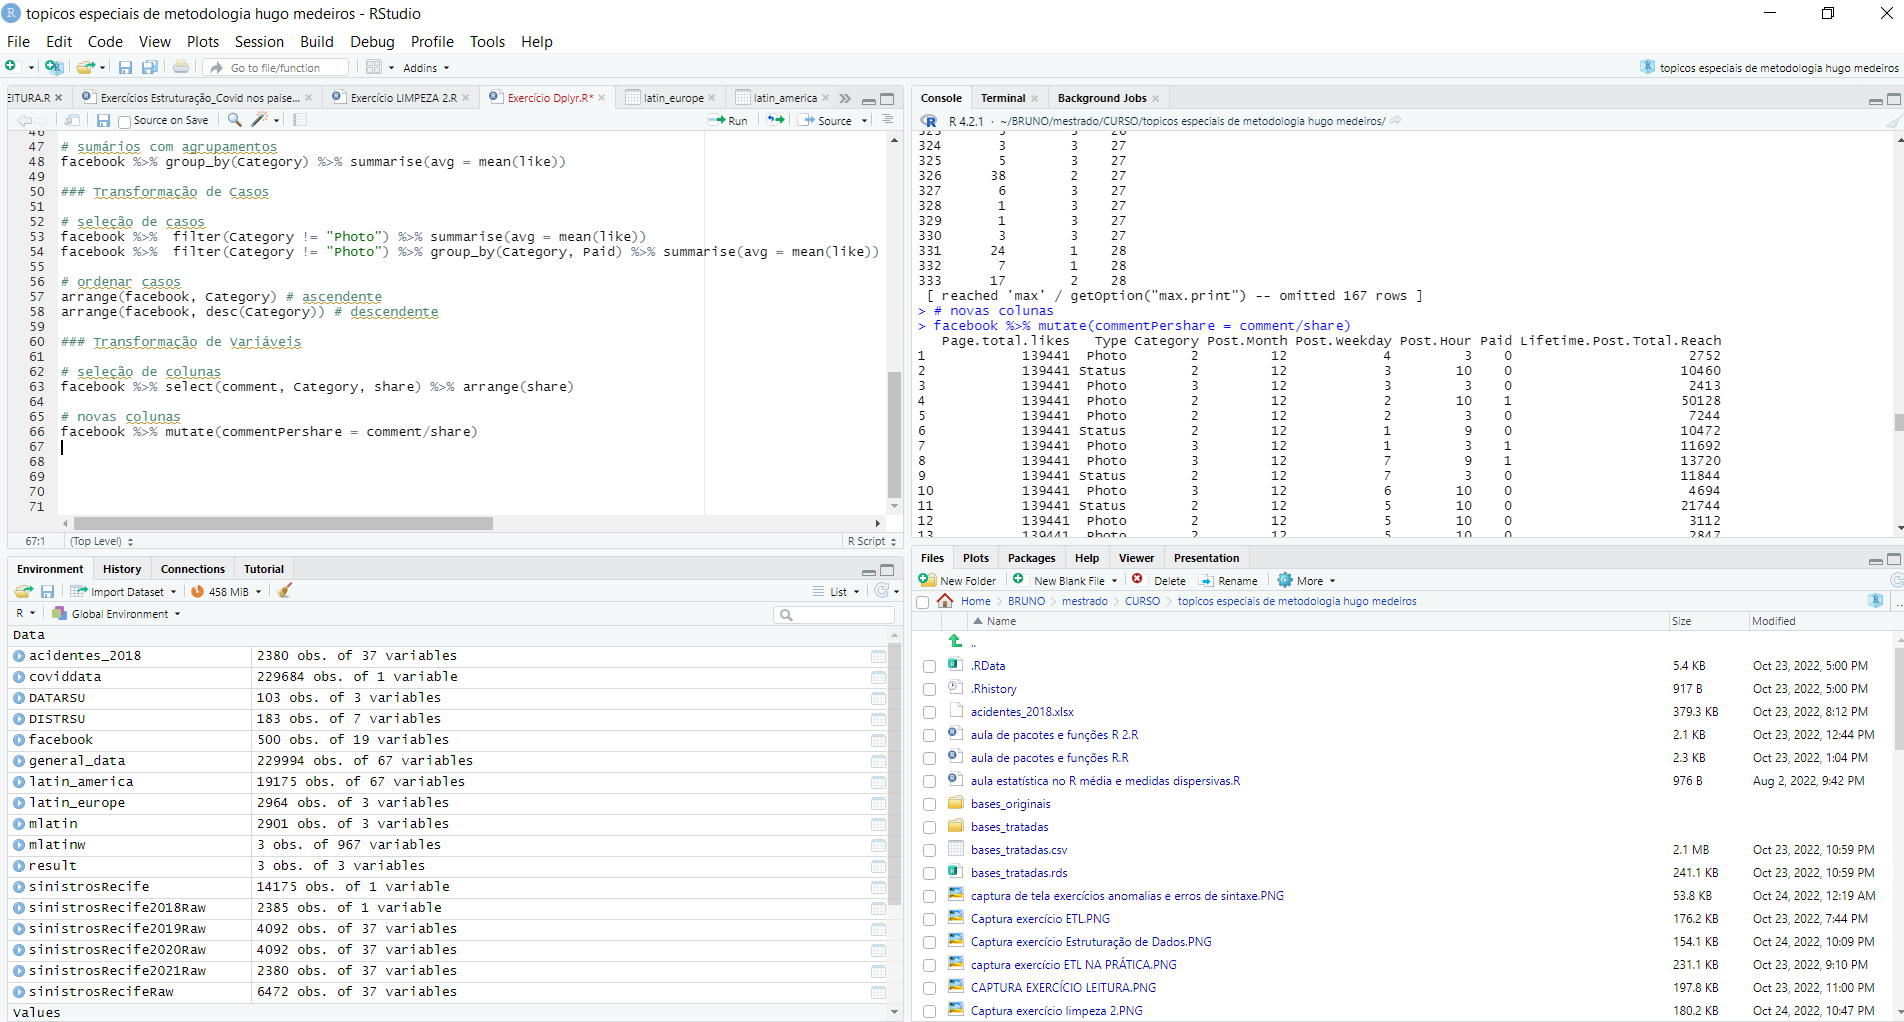 topicos especiais de metodologia hugo medeiros - RStudio
File Edit Code View Plots Session Build Debug Profile Tools Help
Go to file/function Addins topicos especiais de metodologia hugo medeiros
EITURA.R Exercícios Estruturação_Covid nos paise... Exercício LIMPEZA 2.R Exercício Dplyr.R* latin_europe latin_america
Source on Save Run Source
46
47 # sumários com agrupamentos
48 facebook %>% group_by(Category) %>% summarise(avg = mean(like))
49
50 ### Transformação de Casos
51
52 # seleção de casos
53 facebook %>%  filter(Category != "Photo") %>% summarise(avg = mean(like))
54 facebook %>%  filter(Category != "Photo") %>% group_by(Category, Paid) %>% summarise(avg = mean(like))
55
56 # ordenar casos
57 arrange(facebook, Category) # ascendente
58 arrange(facebook, desc(Category)) # descendente
59
60 ### Transformação de Variáveis
61
62 # seleção de colunas
63 facebook %>% select(comment, Category, share) %>% arrange(share)
64
65 # novas colunas
66 facebook %>% mutate(commentPershare = comment/share)
67
68
69
70
71
67:1 (Top Level) R Script
Console Terminal Background Jobs
R 4.2.1 · ~/BRUNO/mestrado/CURSO/topicos especiais de metodologia hugo medeiros/
323 5 3 26
324 3 3 27
325 5 3 27
326 38 2 27
327 6 3 27
328 1 3 27
329 1 3 27
330 3 3 27
331 24 1 28
332 7 1 28
333 17 2 28
[ reached 'max' / getOption("max.print") -- omitted 167 rows ]
> # novas colunas
> facebook %>% mutate(commentPershare = comment/share)
Page.total.likes Type Category Post.Month Post.Weekday Post.Hour Paid Lifetime.Post.Total.Reach
1 139441 Photo 2 12 4 3 0 2752
2 139441 Status 2 12 3 10 0 10460
3 139441 Photo 3 12 3 3 0 2413
4 139441 Photo 2 12 2 10 1 50128
5 139441 Photo 2 12 2 3 0 7244
6 139441 Status 2 12 1 9 0 10472
7 139441 Photo 3 12 1 3 1 11692
8 139441 Photo 3 12 7 9 1 13720
9 139441 Status 2 12 7 3 0 11844
10 139441 Photo 3 12 6 10 0 4694
11 139441 Status 2 12 5 10 0 21744
12 139441 Photo 2 12 5 10 0 3112
13 139441 Photo 2 12 5 10 0 2847
Environment History Connections Tutorial
Import Dataset 458 MiB List
R Global Environment
Data
acidentes_2018 2380 obs. of 37 variables
coviddata 229684 obs. of 1 variable
DATARSU 103 obs. of 3 variables
DISTRSU 183 obs. of 7 variables
facebook 500 obs. of 19 variables
general_data 229994 obs. of 67 variables
latin_america 19175 obs. of 67 variables
latin_europe 2964 obs. of 3 variables
mlatin 2901 obs. of 3 variables
mlatinw 3 obs. of 967 variables
result 3 obs. of 3 variables
sinistrosRecife 14175 obs. of 1 variable
sinistrosRecife2018Raw 2385 obs. of 1 variable
sinistrosRecife2019Raw 4092 obs. of 37 variables
sinistrosRecife2020Raw 4092 obs. of 37 variables
sinistrosRecife2021Raw 2380 obs. of 37 variables
sinistrosRecifeRaw 6472 obs. of 37 variables
Values
Files Plots Packages Help Viewer Presentation
New Folder New Blank File Delete Rename More
Home BRUNO mestrado CURSO topicos especiais de metodologia hugo medeiros
Name Size Modified
..
.RData 5.4 KB Oct 23, 2022, 5:00 PM
.Rhistory 917 B Oct 23, 2022, 5:00 PM
acidentes_2018.xlsx 379.3 KB Oct 23, 2022, 8:12 PM
aula de pacotes e funções R 2.R 2.1 KB Oct 23, 2022, 12:44 PM
aula de pacotes e funções R.R 2.3 KB Oct 23, 2022, 1:04 PM
aula estatística no R média e medidas dispersivas.R 976 B Aug 2, 2022, 9:42 PM
bases_originais
bases_tratadas
bases_tratadas.csv 2.1 MB Oct 23, 2022, 10:59 PM
bases_tratadas.rds 241.1 KB Oct 23, 2022, 10:59 PM
captura de tela exercícios anomalias e erros de sintaxe.PNG 53.8 KB Oct 24, 2022, 12:19 AM
Captura exercício ETL.PNG 176.2 KB Oct 23, 2022, 7:44 PM
Captura exercício Estruturação de Dados.PNG 154.1 KB Oct 24, 2022, 10:09 PM
captura exercício ETL NA PRÁTICA.PNG 231.1 KB Oct 23, 2022, 9:10 PM
CAPTURA EXERCÍCIO LEITURA.PNG 197.8 KB Oct 23, 2022, 11:00 PM
Captura exercício limpeza 2.PNG 180.2 KB Oct 24, 2022, 10:47 PM